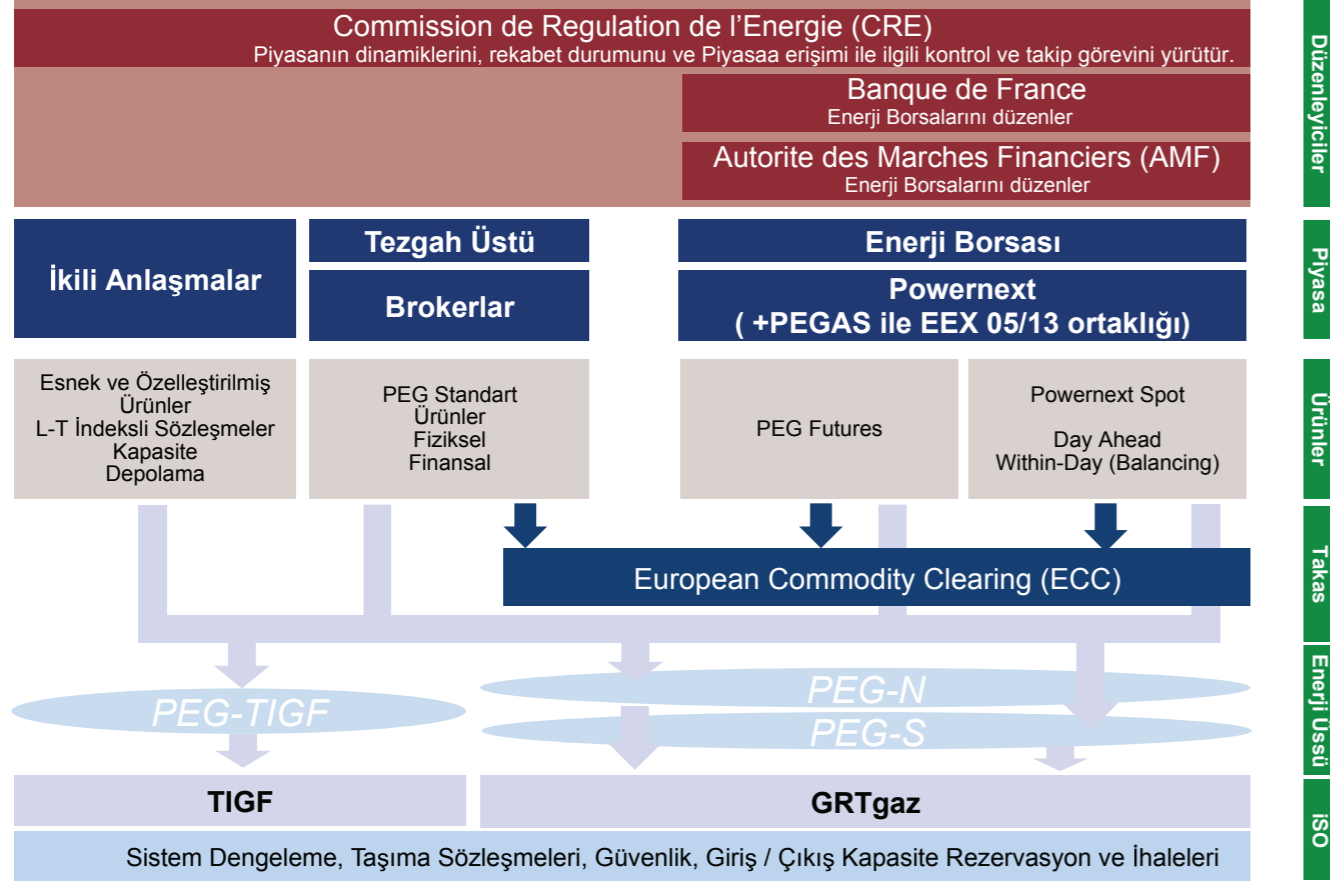 Commission de Regulation de l'Energie (CRE)
Piyasanın dinamiklerini, rekabet durumunu ve Piyasaa erişimi ile ilgili kontrol ve takip görevini yürütür.
Banque de France
Enerji Borsalarını düzenler
Autorite des Marches Financiers (AMF)
Enerji Borsalarını düzenler
Düzenleyiciler
İkili Anlaşmalar
Tezgah Üstü
Brokerlar
Enerji Borsası
Powernext
( +PEGAS ile EEX 05/13 ortaklığı)
Piyasa
Esnek ve Özelleştirilmiş
Ürünler
L-T İndeksli Sözleşmeler
Kapasite
Depolama
PEG Standart
Ürünler
Fiziksel
Finansal
PEG Futures
Powernext Spot
Day Ahead
Within-Day (Balancing)
Ürünler
European Commodity Clearing (ECC)
Takas
PEG-TIGF
PEG-N
PEG-S
Enerji Üssü
TIGF
GRTgaz
Sistem Dengeleme, Taşıma Sözleşmeleri, Güvenlik, Giriş / Çıkış Kapasite Rezervasyon ve İhaleleri
iSO